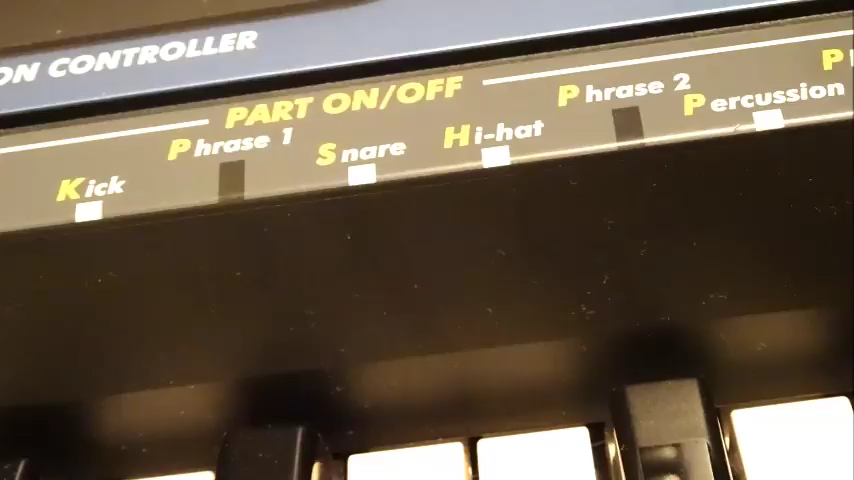 ON CONTROLLER
PART ON/OFF
Kick
Phrase 1
Snare
Hi-hat
Phrase 2
Percussion